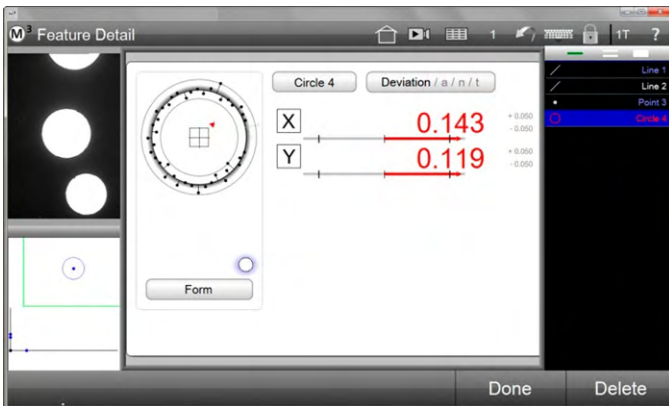 M³ Feature Detail
1
1T ?
Circle 4
Deviation / a / n / t
X
0.143
+ 0.050
- 0.050
Y
0.119
+ 0.050
- 0.050
Form
Line 1
Line 2
Point 3
Circle 4
Done
Delete